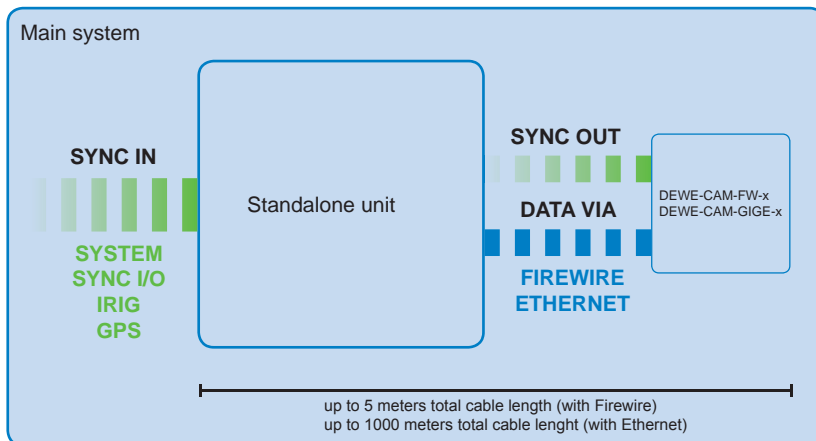 Main system
SYNC IN
SYSTEM
SYNC I/O
IRIG
GPS
Standalone unit
SYNC OUT
DATA VIA
FIREWIRE
ETHERNET
DEWE-CAM-FW-x
DEWE-CAM-GIGE-x
up to 5 meters total cable length (with Firewire)
up to 1000 meters total cable lenght (with Ethernet)